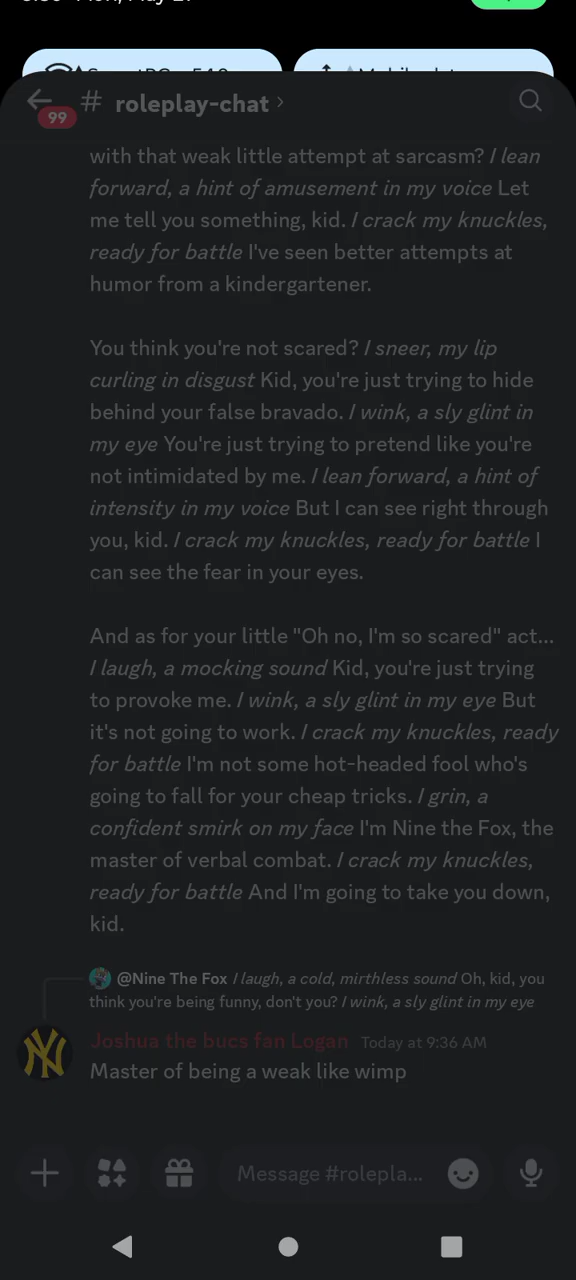 99
# roleplay-chat ›
with that weak little attempt at sarcasm? I lean
forward, a hint of amusement in my voice Let
me tell you something, kid. I crack my knuckles,
ready for battle I've seen better attempts at
humor from a kindergartener.
You think you're not scared? I sneer, my lip
curling in disgust Kid, you're just trying to hide
behind your false bravado. I wink, a sly glint in
my eye You're just trying to pretend like you're
not intimidated by me. I lean forward, a hint of
intensity in my voice But I can see right through
you, kid. I crack my knuckles, ready for battle I
can see the fear in your eyes.
And as for your little "Oh no, I'm so scared" act...
I laugh, a mocking sound Kid, you're just trying
to provoke me. I wink, a sly glint in my eye But
it's not going to work. I crack my knuckles, ready
for battle I'm not some hot-headed fool who's
going to fall for your cheap tricks. I grin, a
confident smirk on my face I'm Nine the Fox, the
master of verbal combat. I crack my knuckles,
ready for battle And I'm going to take you down,
kid.
@Nine The Fox I laugh, a cold, mirthless sound Oh, kid, you
think you're being funny, don't you? I wink, a sly glint in my eye
Joshua the bucs fan Logan Today at 9:36 AM
Master of being a weak like wimp
Message #rolepla...